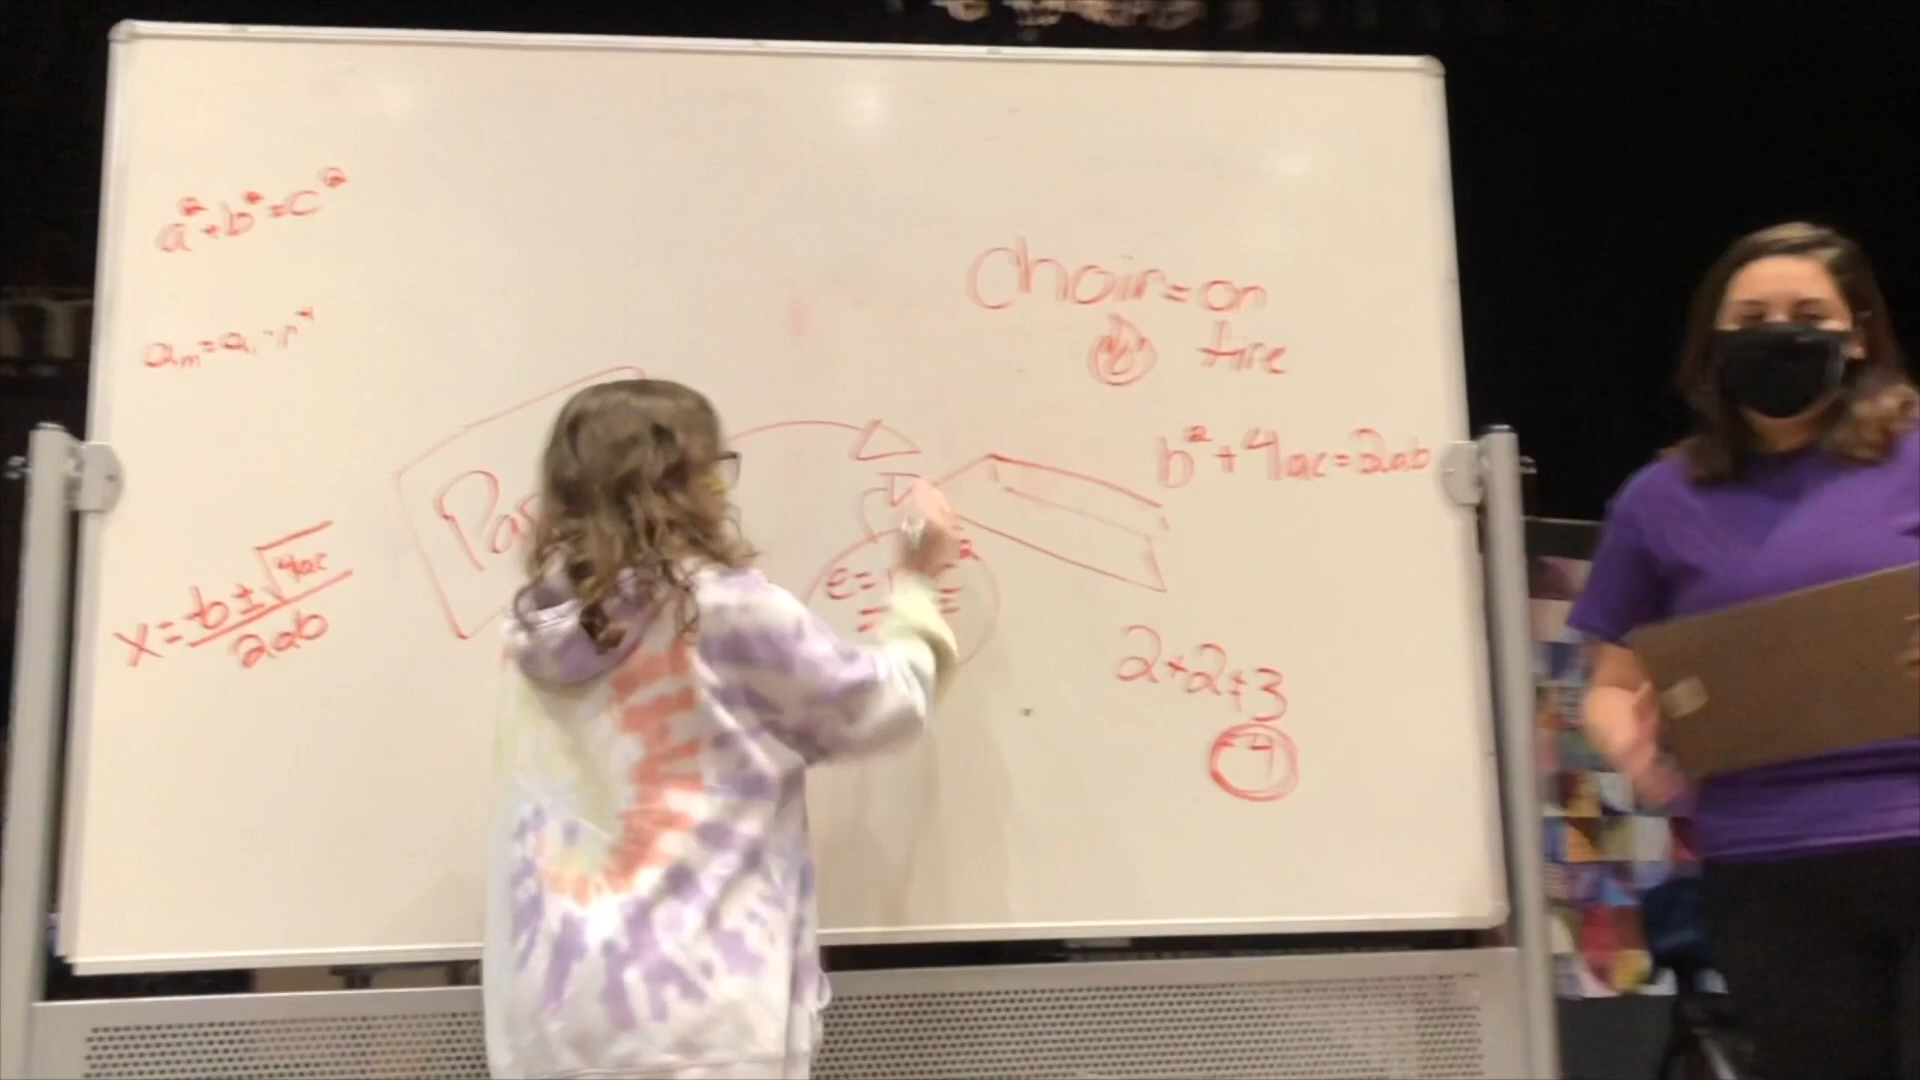 a²+b²=c²
choir=on
fire
b²+4ac=2ab
x=b±√4ac
2ab
e=
2+2≠3
=4